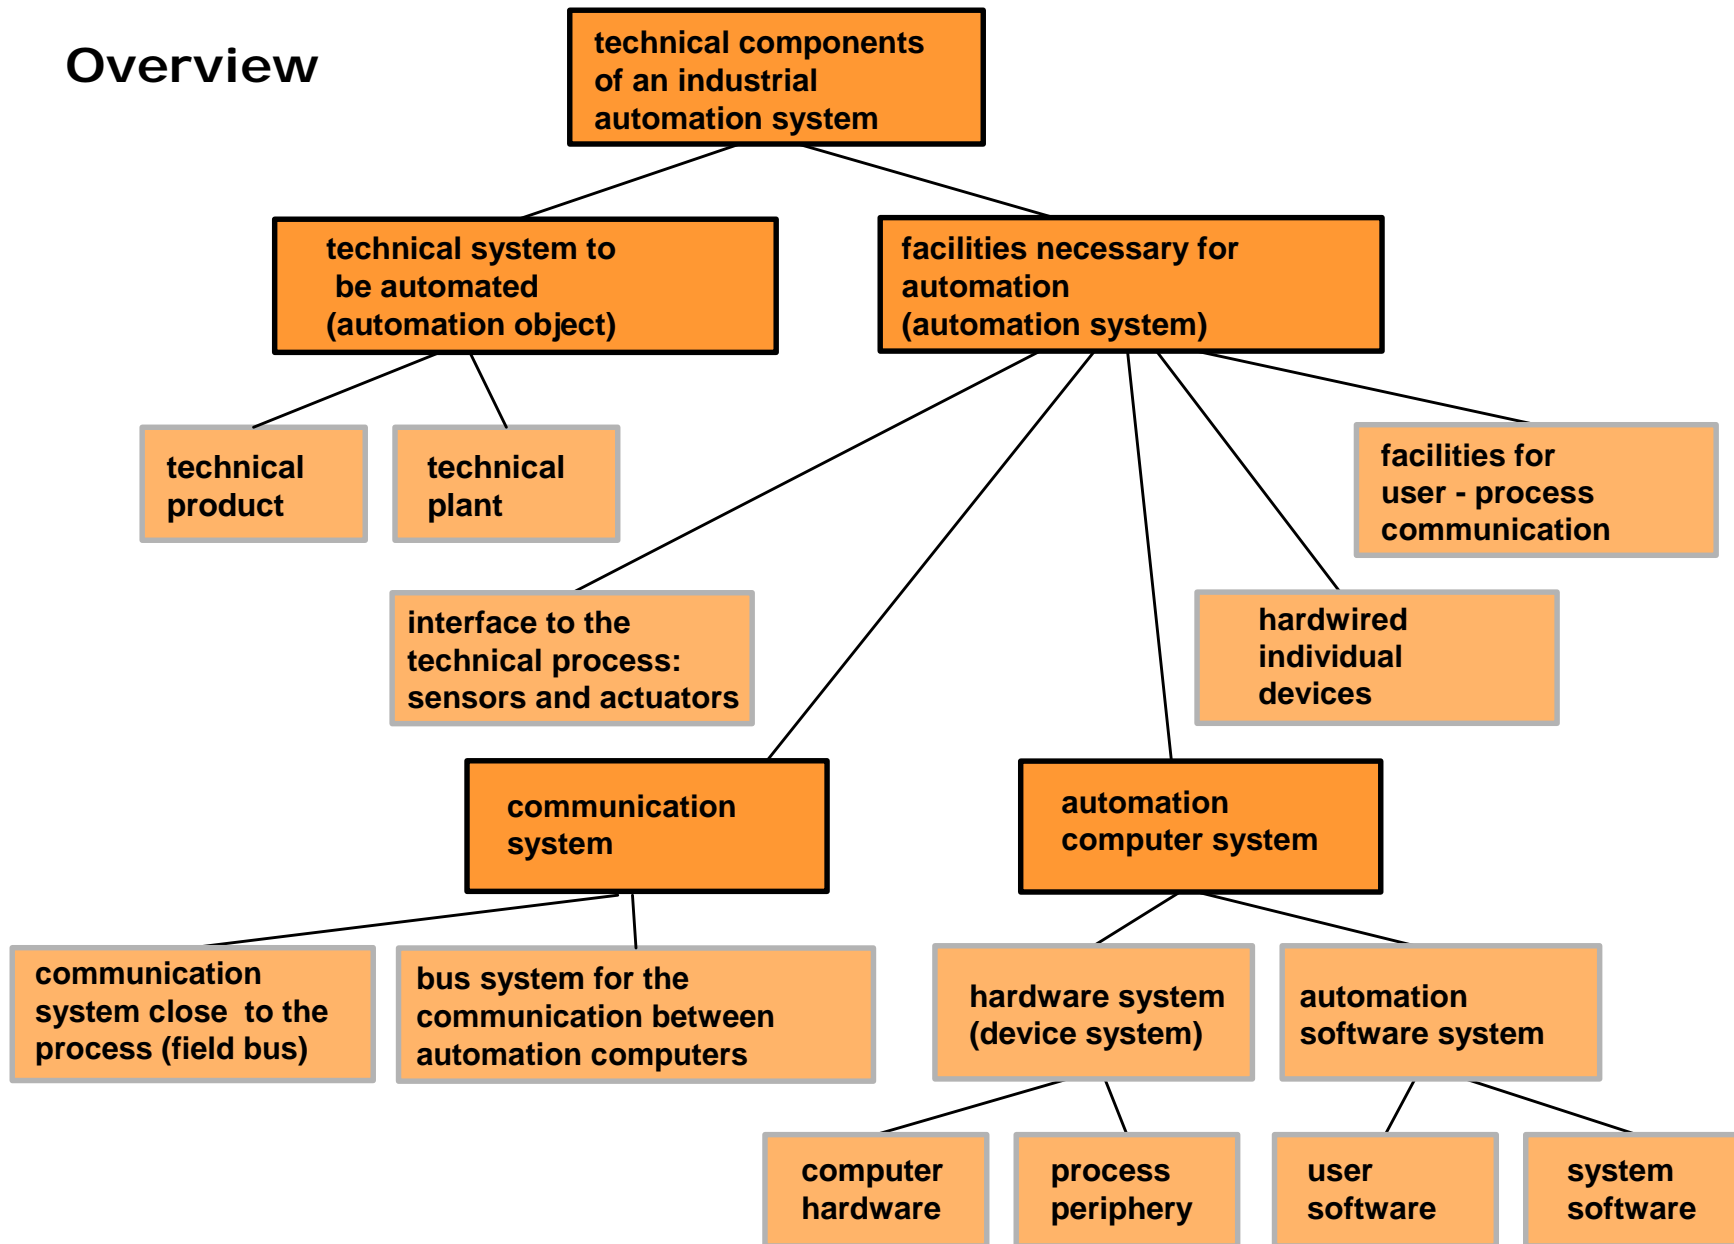 Overview
technical components
of an industrial
automation system
technical system to
be automated
(automation object)
facilities necessary for
automation
(automation system)
technical
product
technical
plant
facilities for
user - process
communication
interface to the
technical process:
sensors and actuators
hardwired
individual
devices
communication
system
automation
computer system
communication
system close  to the
process (field bus)
bus system for the
communication between
automation computers
hardware system
(device system)
automation
software system
computer
hardware
process
periphery
user
software
system
software